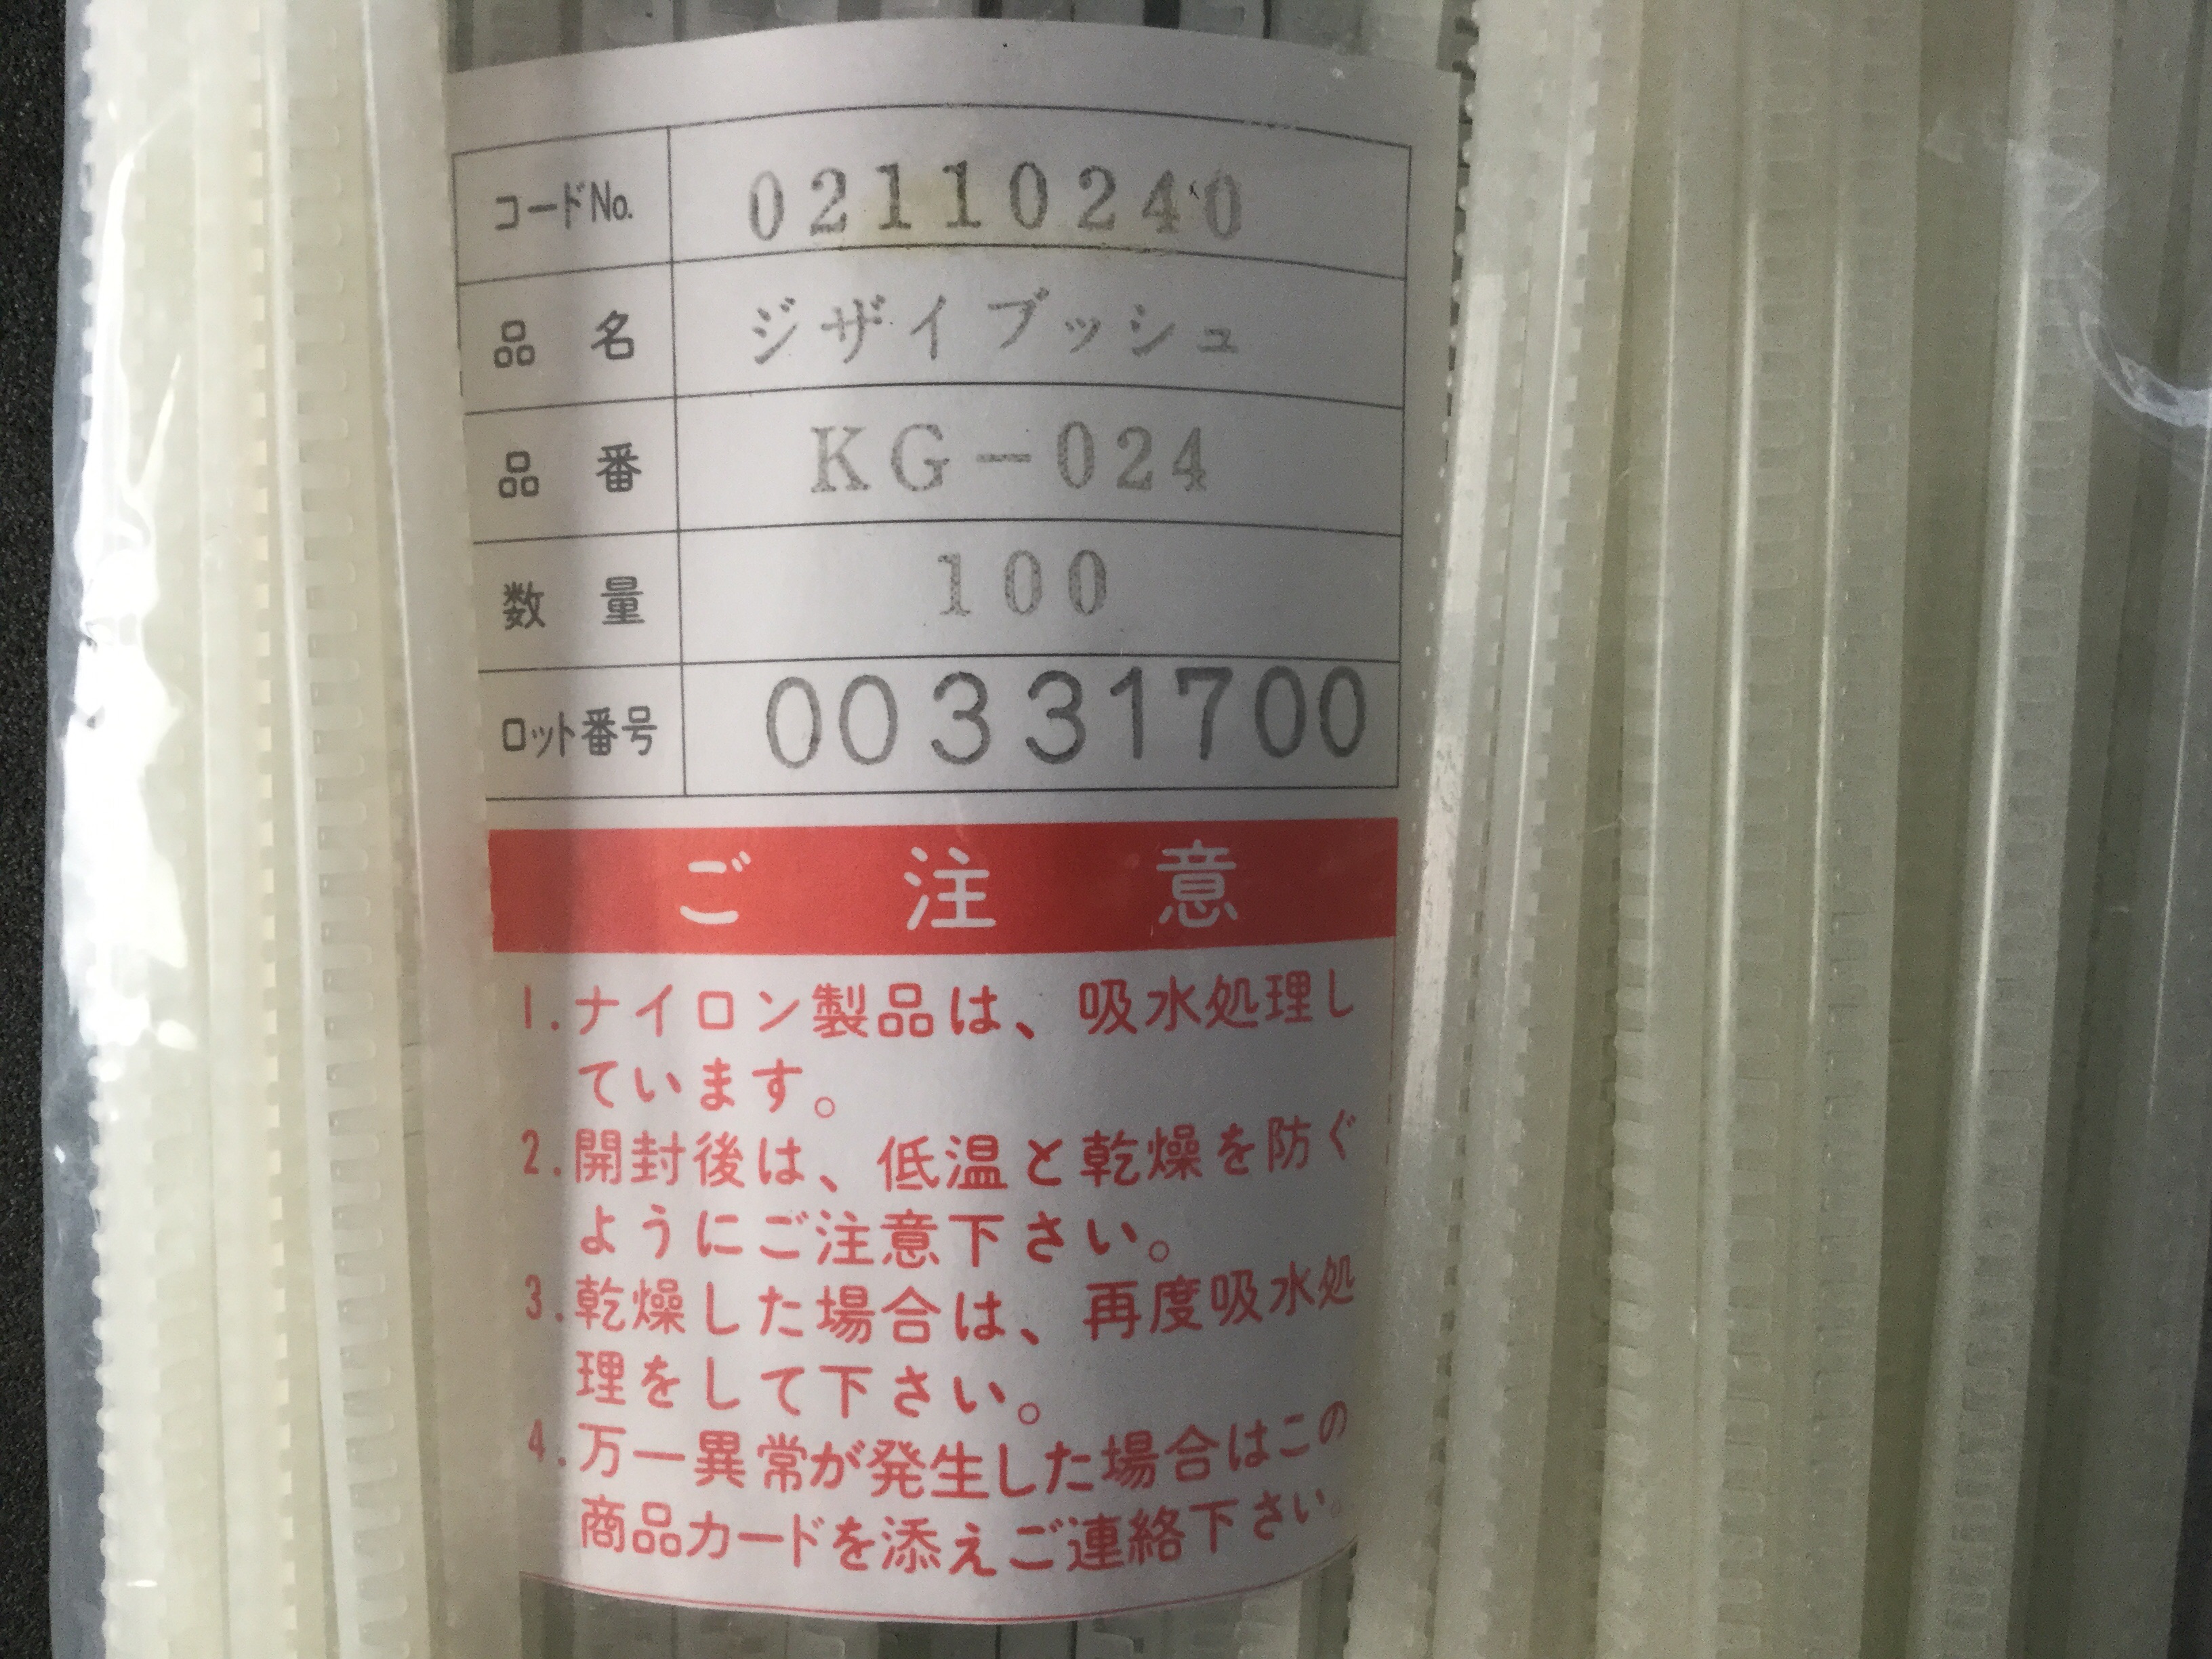 コードNo. 02110240
品名 ジザイブッシュ
品番 KG-024
数量 100
ロット番号 00331700
ご注意
1.ナイロン製品は、吸水処理し
ています。
2.開封後は、低温と乾燥を防ぐ
ようにご注意下さい。
3.乾燥した場合は、再度吸水処
理をして下さい。
4.万一異常が発生した場合はこの
商品カードを添えご連絡下さい。